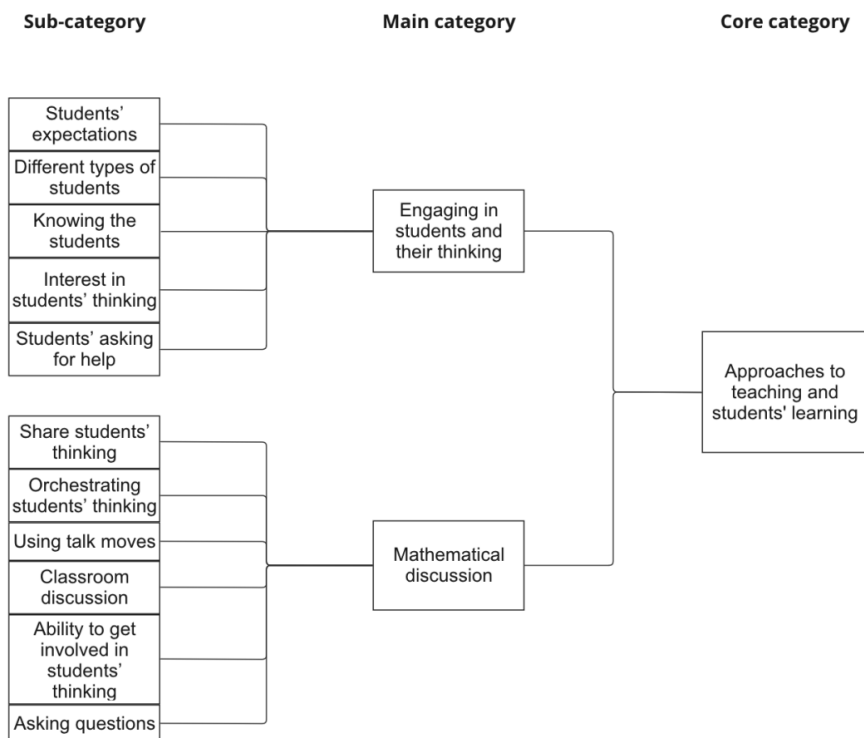 Sub-category
Main category
Core category
Students’
expectations
Different types of
students
Knowing the
students
Interest in
students’ thinking
Students’ asking
for help
Engaging in
students and
their thinking
Share students’
thinking
Orchestrating
students’ thinking
Using talk moves
Classroom
discussion
Ability to get
involved in
students’
thinking
Asking questions
Mathematical
discussion
Approaches to
teaching and
students' learning